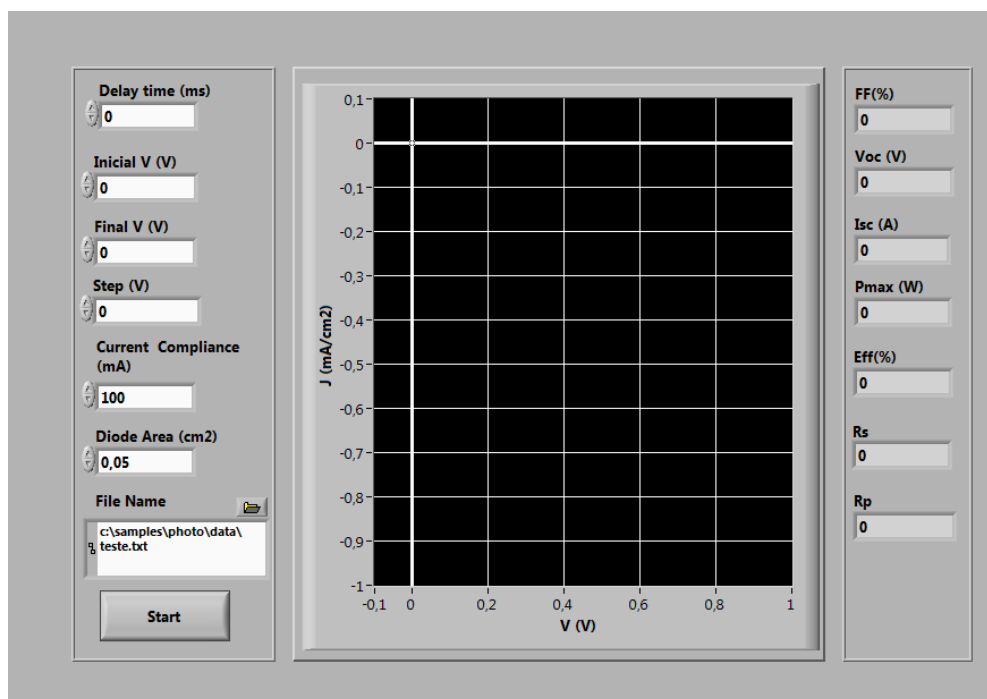 Delay time (ms)
0
Inicial V (V)
0
Final V (V)
0
Step (V)
0
Current Compliance
(mA)
100
Diode Area (cm2)
0,05
File Name
c:\samples\photo\data\
teste.txt
Start
J (mA/cm2)
0,1
0
-0,1
-0,2
-0,3
-0,4
-0,5
-0,6
-0,7
-0,8
-0,9
-1
-0,1 0 0,2 0,4 0,6 0,8 1
V (V)
FF(%)
0
Voc (V)
0
Isc (A)
0
Pmax (W)
0
Eff(%)
0
Rs
0
Rp
0